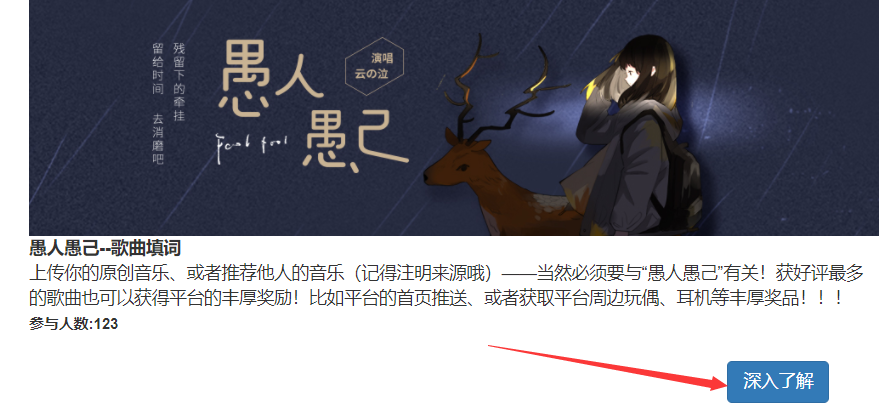 残留下的牵挂
留给时间 去消磨吧
愚人
愚己
演唱
云の泣
愚人愚己--歌曲填词
上传你的原创音乐、或者推荐他人的音乐（记得注明来源哦）——当然必须要与“愚人愚己”有关！获好评最多
的歌曲也可以获得平台的丰厚奖励！比如平台的首页推送、或者获取平台周边玩偶、耳机等丰厚奖品！！！
参与人数:123
深入了解